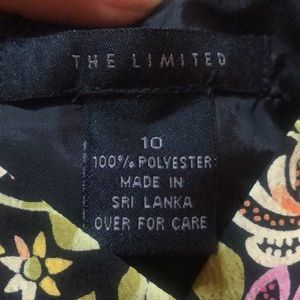 THE LIMITED
10
100% POLYESTER
MADE IN
SRI LANKA
OVER FOR CARE